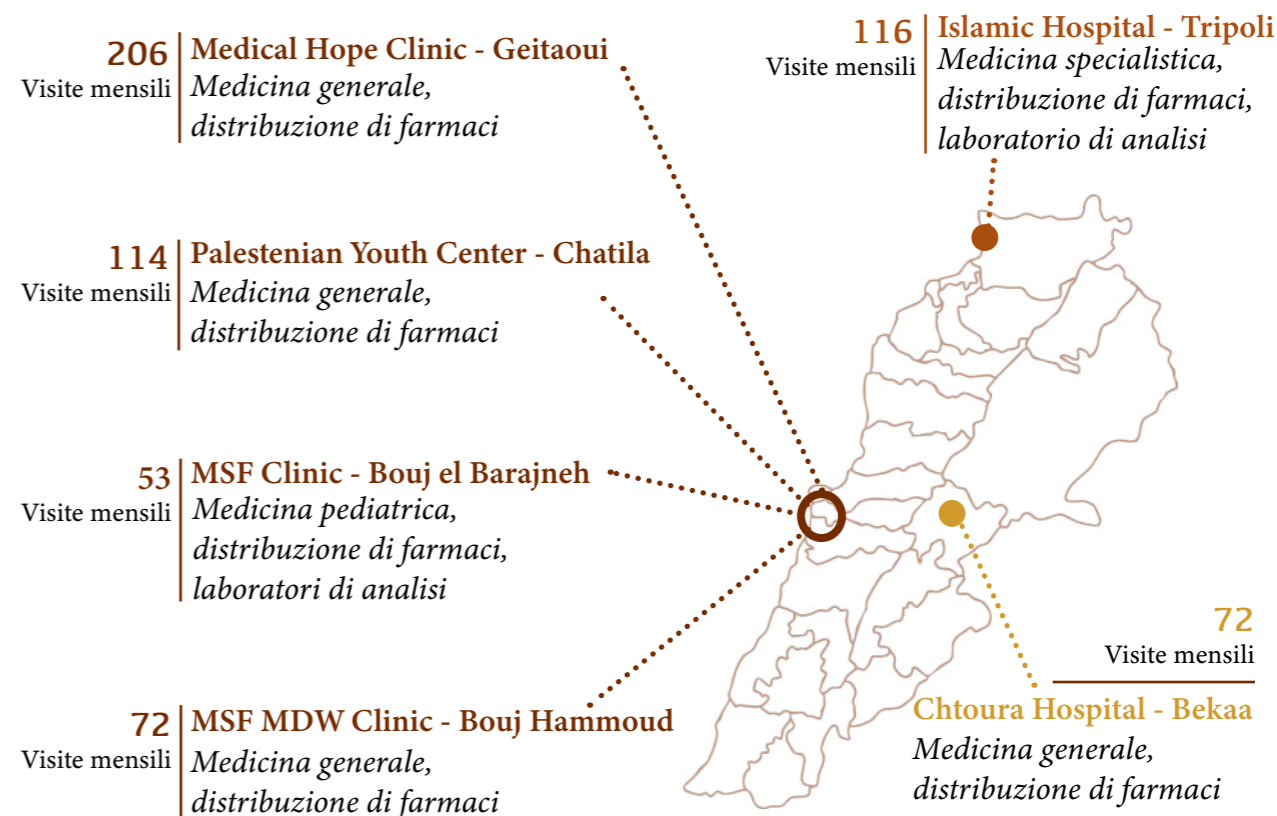 206
Visite mensili
Medical Hope Clinic - Geitaoui
Medicina generale,
distribuzione di farmaci
116
Visite mensili
Islamic Hospital - Tripoli
Medicina specialistica,
distribuzione di farmaci,
laboratorio di analisi
114
Visite mensili
Palestenian Youth Center - Chatila
Medicina generale,
distribuzione di farmaci
53
Visite mensili
MSF Clinic - Bouj el Barajneh
Medicina pediatrica,
distribuzione di farmaci,
laboratori di analisi
72
Visite mensili
MSF MDW Clinic - Bouj Hammoud
Medicina generale,
distribuzione di farmaci
72
Visite mensili
Chtoura Hospital - Bekaa
Medicina generale,
distribuzione di farmaci